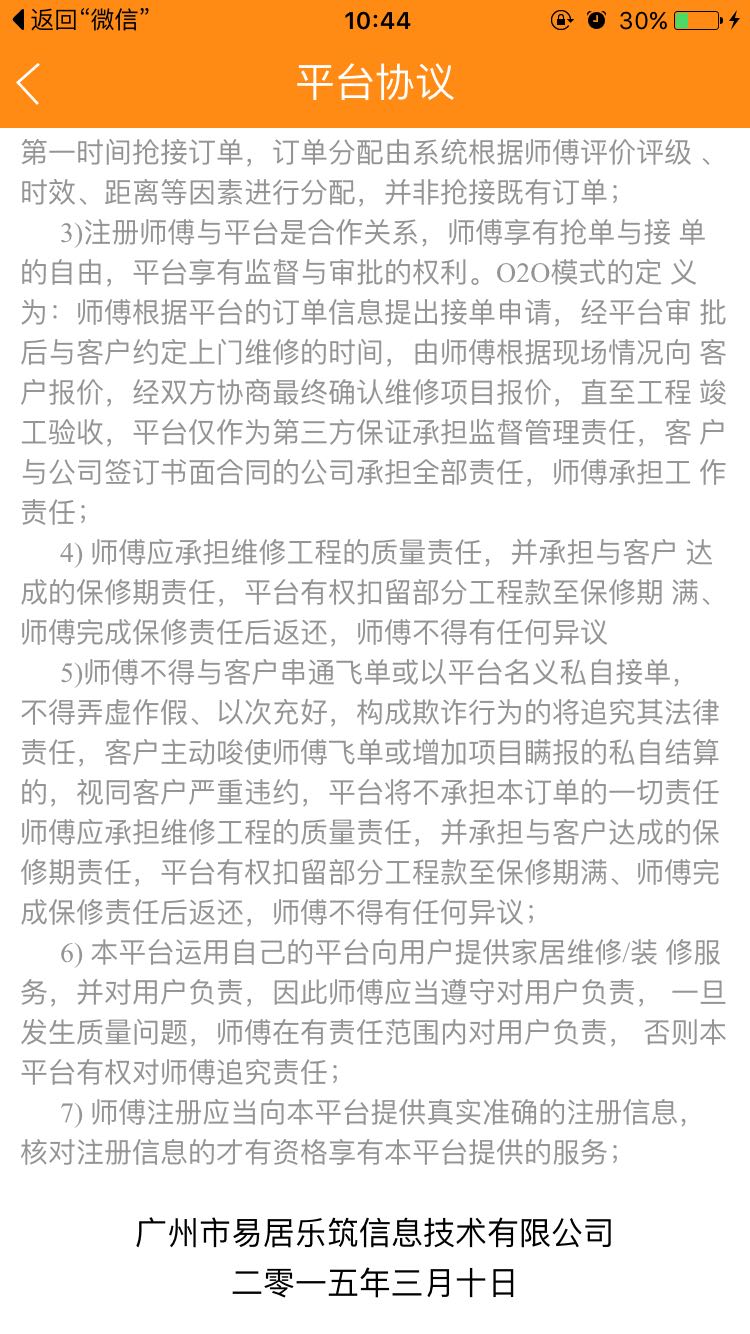 返回“微信”
10:44
30%
平台协议
第一时间抢接订单，订单分配由系统根据师傅评价评级 、
时效、距离等因素进行分配，并非抢接既有订单；
3)注册师傅与平台是合作关系，师傅享有抢单与接 单
的自由，平台享有监督与审批的权利。O2O模式的定 义
为：师傅根据平台的订单信息提出接单申请，经平台审 批
后与客户约定上门维修的时间，由师傅根据现场情况向 客
户报价，经双方协商最终确认维修项目报价，直至工程 竣
工验收，平台仅作为第三方保证承担监督管理责任，客 户
与公司签订书面合同的公司承担全部责任，师傅承担工 作
责任；
4) 师傅应承担维修工程的质量责任，并承担与客户 达
成的保修期责任，平台有权扣留部分工程款至保修期 满、
师傅完成保修责任后返还，师傅不得有任何异议
5)师傅不得与客户串通飞单或以平台名义私自接单，
不得弄虚作假、以次充好，构成欺诈行为的将追究其法律
责任，客户主动唆使师傅飞单或增加项目瞒报的私自结算
的，视同客户严重违约，平台将不承担本订单的一切责任
师傅应承担维修工程的质量责任，并承担与客户达成的保
修期责任，平台有权扣留部分工程款至保修期满、师傅完
成保修责任后返还，师傅不得有任何异议；
6) 本平台运用自己的平台向用户提供家居维修/装 修服
务，并对用户负责，因此师傅应当遵守对用户负责， 一旦
发生质量问题，师傅在有责任范围内对用户负责， 否则本
平台有权对师傅追究责任；
7) 师傅注册应当向本平台提供真实准确的注册信息，
核对注册信息的才有资格享有本平台提供的服务；
广州市易居乐筑信息技术有限公司
二零一五年三月十日